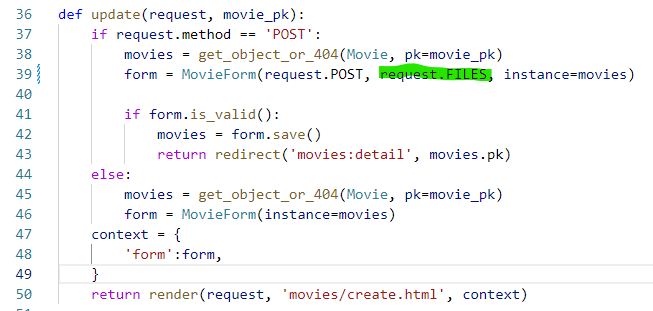 36 def update(request, movie_pk):
37     if request.method == 'POST':
38         movies = get_object_or_404(Movie, pk=movie_pk)
39         form = MovieForm(request.POST, request.FILES, instance=movies)
40
41         if form.is_valid():
42             movies = form.save()
43             return redirect('movies:detail', movies.pk)
44     else:
45         movies = get_object_or_404(Movie, pk=movie_pk)
46         form = MovieForm(instance=movies)
47     context = {
48         'form':form,
49     }
50     return render(request, 'movies/create.html', context)